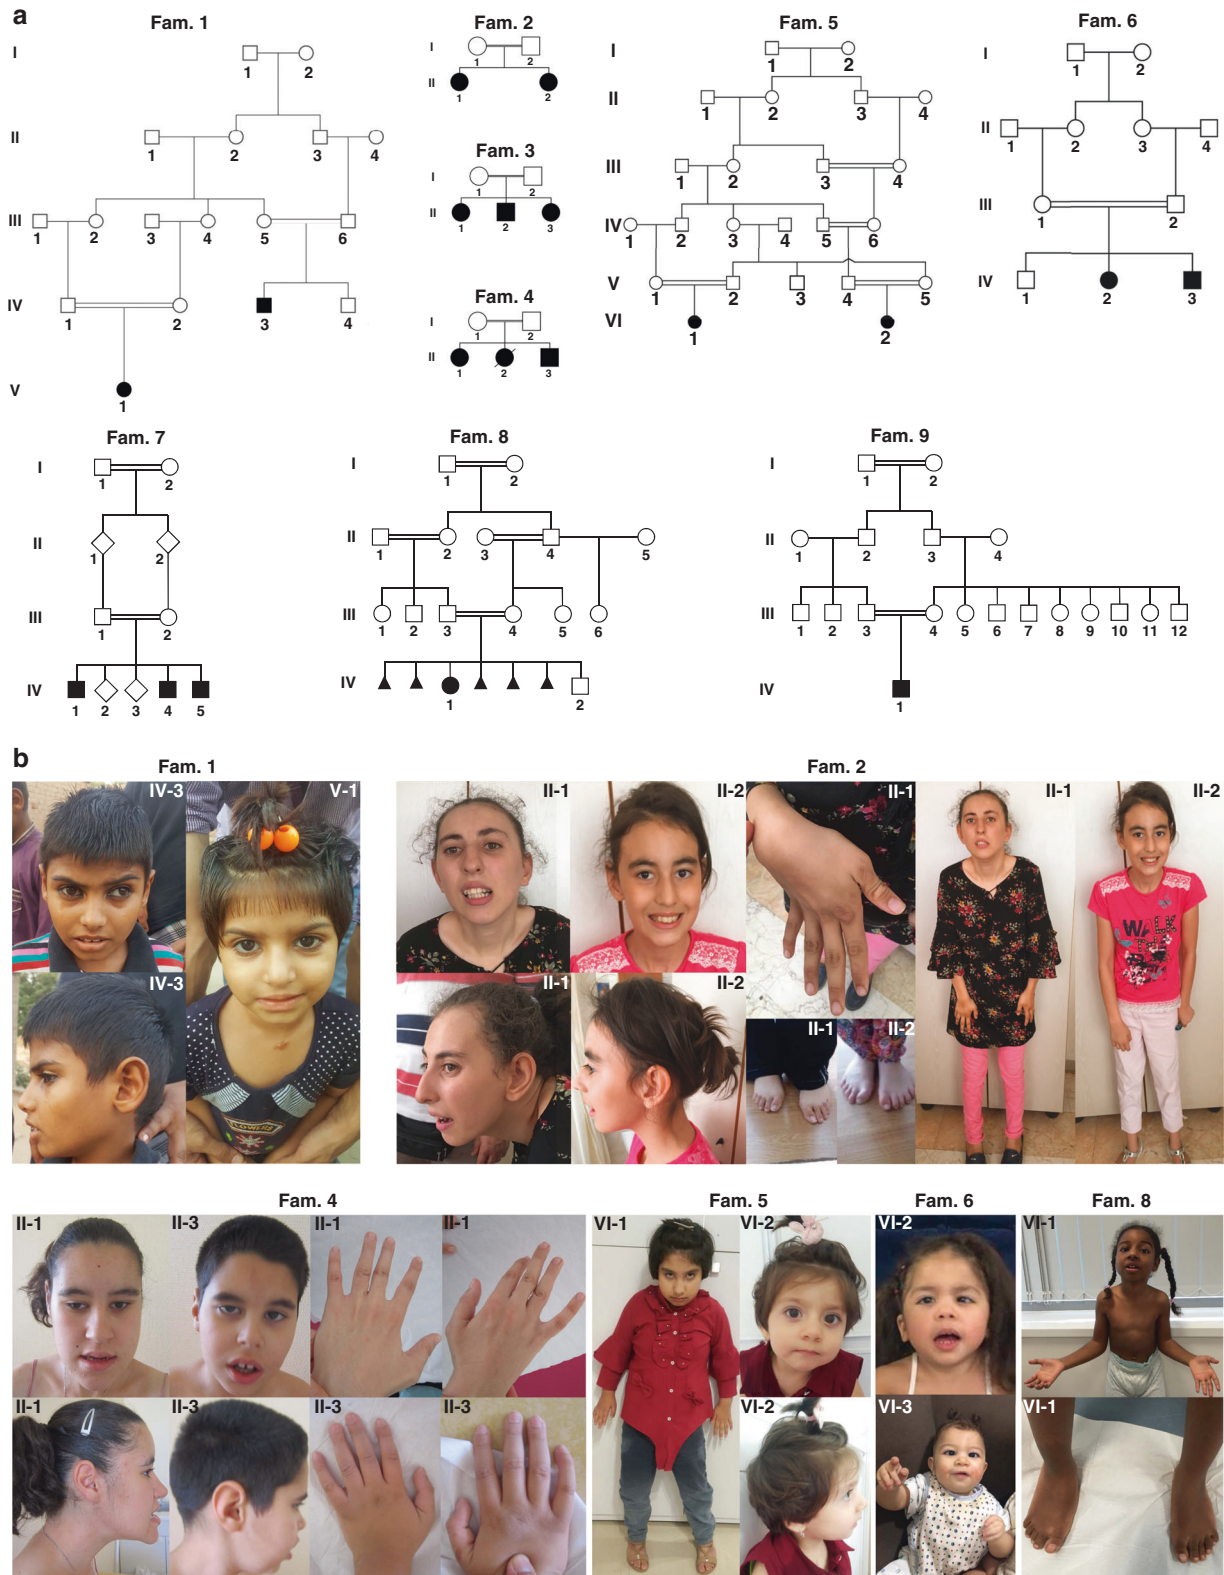 a
Fam. 1
I
1 2
II
1 2 3 4
III
1 2 3 4 5 6
IV
1 2 3 4
V
1
Fam. 2
I
1 2
II
1 2
Fam. 3
I
1 2
II
1 2 3
Fam. 4
I
1 2
II
1 2 3
Fam. 5
I
1 2
II
1 2 3 4
III
1 2 3 4
IV
1 2 3 4 5 6
V
1 2 3 4 5
VI
1 2
Fam. 6
I
1 2
II
1 2 3 4
III
1 2
IV
1 2 3
Fam. 7
I
1 2
II
1 2
III
1 2
IV
1 2 3 4 5
Fam. 8
I
1 2
II
1 2 3 4 5
III
1 2 3 4 5 6
IV
1 2
Fam. 9
I
1 2
II
1 2 3 4
III
1 2 3 4 5 6 7 8 9 10 11 12
IV
1
b
Fam. 1
IV-3
V-1
IV-3
FLOWERS
Fam. 2
II-1
II-2
II-1
II-1
II-2
II-1
II-2
II-1
II-2
WALK
THE
Fam. 4
II-1
II-3
II-1
II-1
II-1
II-3
II-3
II-3
Fam. 5
VI-1
VI-2
VI-2
Fam. 6
VI-2
VI-3
Fam. 8
VI-1
VI-1